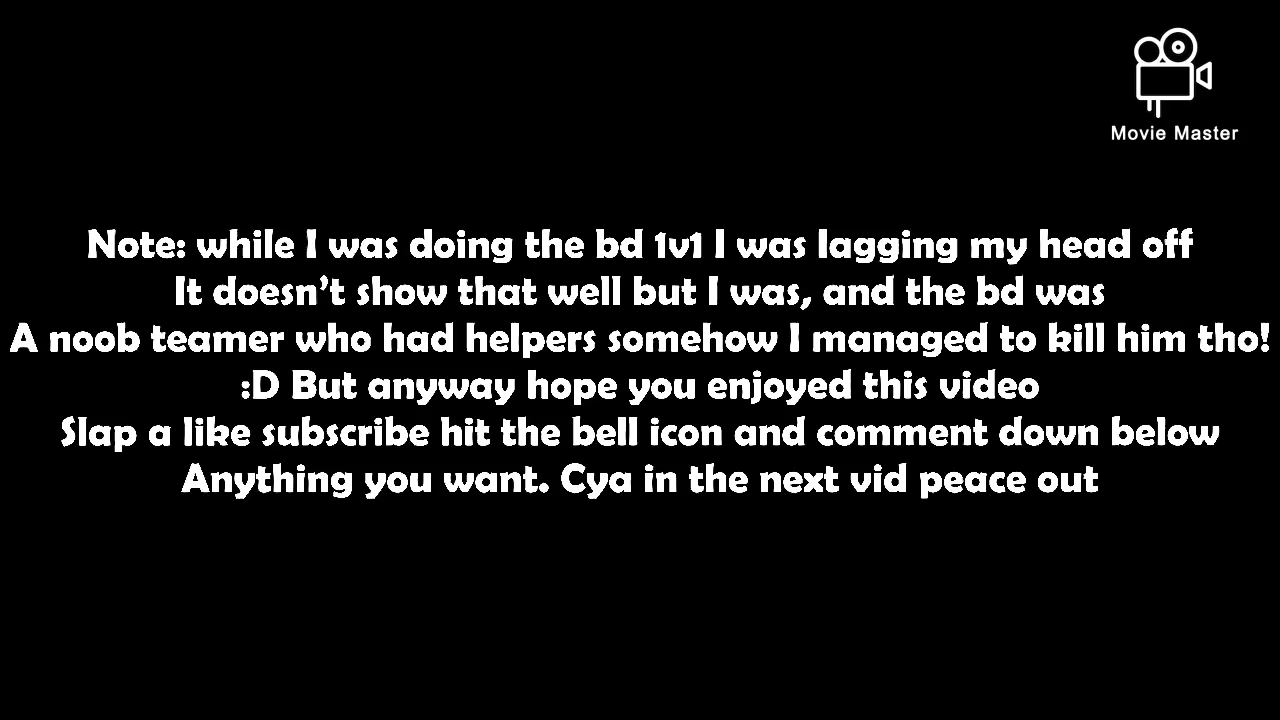 Movie Master
Note: while I was doing the bd 1v1 I was lagging my head off
It doesn't show that well but I was, and the bd was
A noob teamer who had helpers somehow I managed to kill him tho!
:D But anyway hope you enjoyed this video
Slap a like subscribe hit the bell icon and comment down below
Anything you want. Cya in the next vid peace out